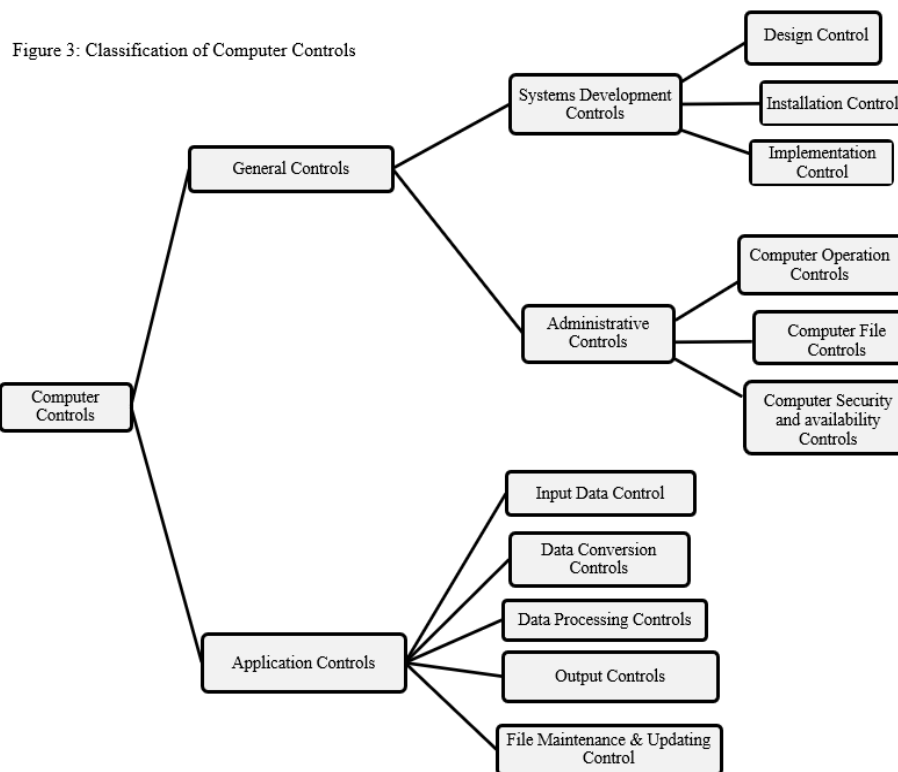 Figure 3: Classification of Computer Controls
Design Control
Systems Development
Controls
Installation Control
Implementation
Control
General Controls
Computer Operation
Controls
Administrative
Controls
Computer File
Controls
Computer
Controls
Computer Security
and availability
Controls
Input Data Control
Data Conversion
Controls
Data Processing Controls
Application Controls
Output Controls
File Maintenance & Updating
Control